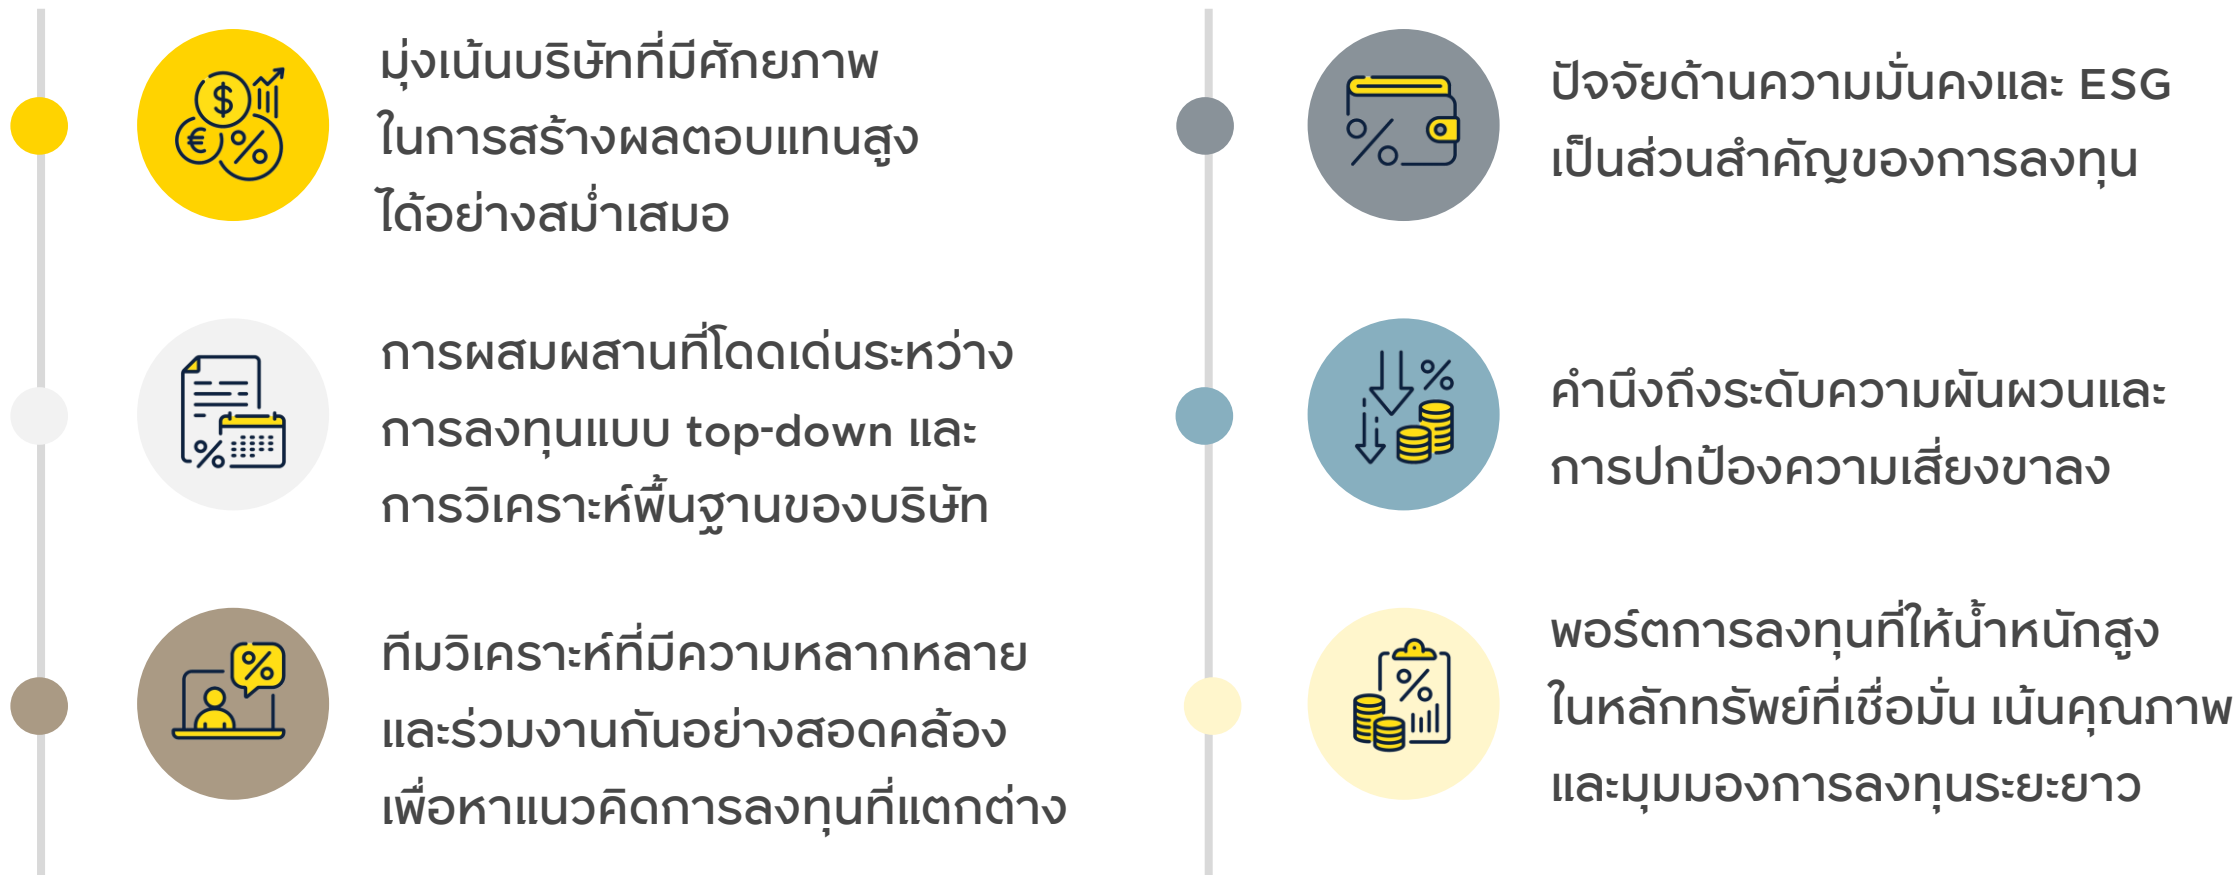 มุ่งเน้นบริษัทที่มีศักยภาพ
ในการสร้างผลตอบแทนสูง
ได้อย่างสม่ำเสมอ
การผสมผสานที่โดดเด่นระหว่าง
การลงทุนแบบ top-down และ
การวิเคราะห์พื้นฐานของบริษัท
ทีมวิเคราะห์ที่มีความหลากหลาย
และร่วมงานกันอย่างสอดคล้อง
เพื่อหาแนวคิดการลงทุนที่แตกต่าง
ปัจจัยด้านความมั่นคงและ ESG
เป็นส่วนสำคัญของการลงทุน
คำนึงถึงระดับความผันผวนและ
การปกป้องความเสี่ยงขาลง
พอร์ตการลงทุนที่ให้น้ำหนักสูง
ในหลักทรัพย์ที่เชื่อมั่น เน้นคุณภาพ
และมุมมองการลงทุนระยะยาว